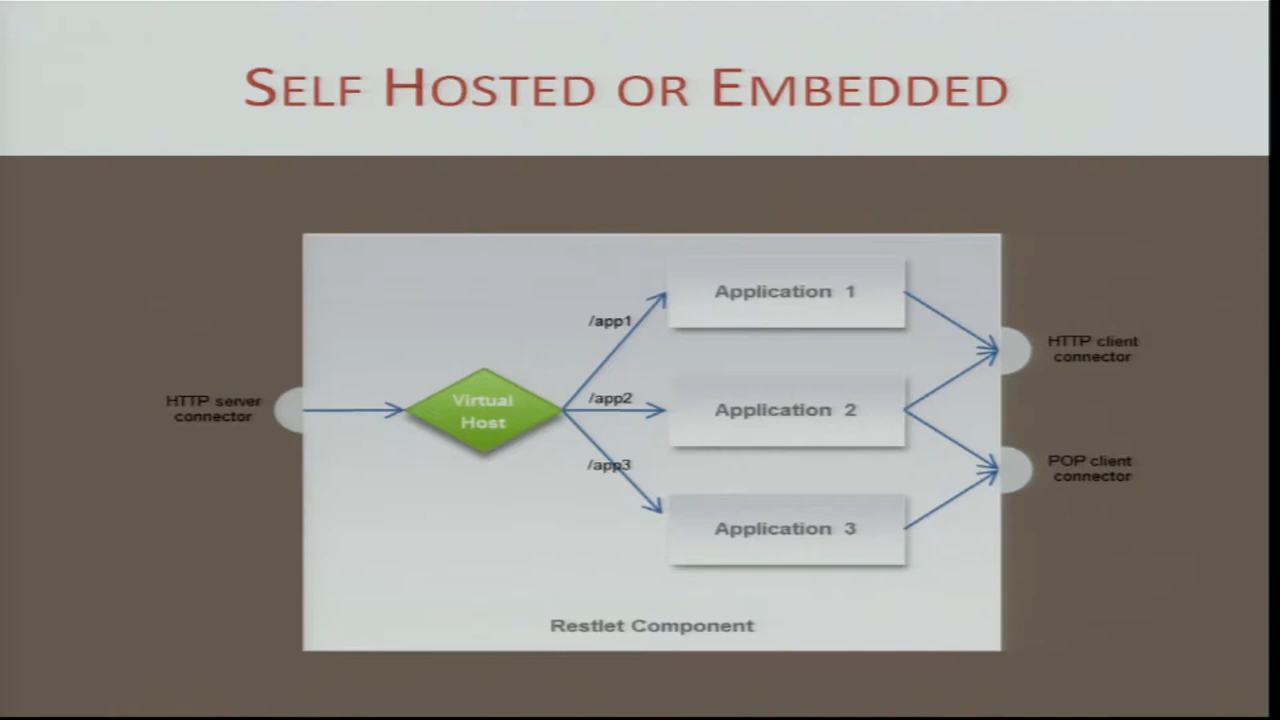 SELF HOSTED OR EMBEDDED
Application 1
/app1
HTTP client
connector
HTTP server
connector
Virtual
Host
/app2
Application 2
/app3
POP client
connector
Application 3
Restlet Component